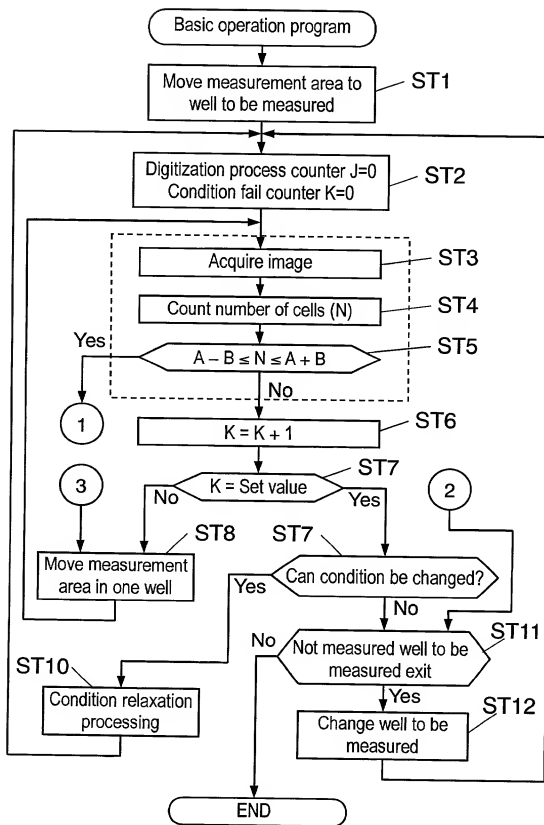 Basic operation program
Move measurement area to
well to be measured
ST1
Digitization process counter J=0
Condition fail counter K=0
ST2
Acquire image
ST3
Count number of cells (N)
ST4
Yes
A – B ≤ N ≤ A + B
ST5
No
1
K = K + 1
ST6
3
No
K = Set value
ST7
Yes
2
ST8
Move measurement
area in one well
ST7
Can condition be changed?
Yes
No
ST11
No
Not measured well to be
measured exit
ST10
Condition relaxation
processing
Yes
ST12
Change well to be
measured
END